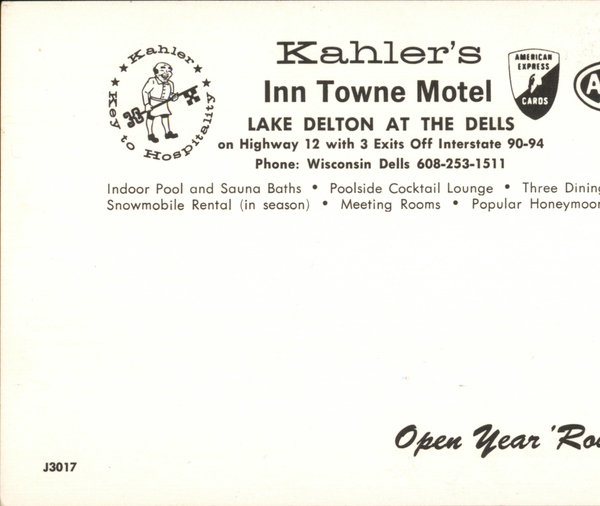 Kahler
Key to Hospitality
Kahler's
Inn Towne Motel
LAKE DELTON AT THE DELLS
on Highway 12 with 3 Exits Off Interstate 90-94
Phone: Wisconsin Dells 608-253-1511
AMERICAN
EXPRESS
CARDS
Indoor Pool and Sauna Baths • Poolside Cocktail Lounge • Three
Snowmobile Rental (in season) • Meeting Rooms • Popular
Open Year
J3017